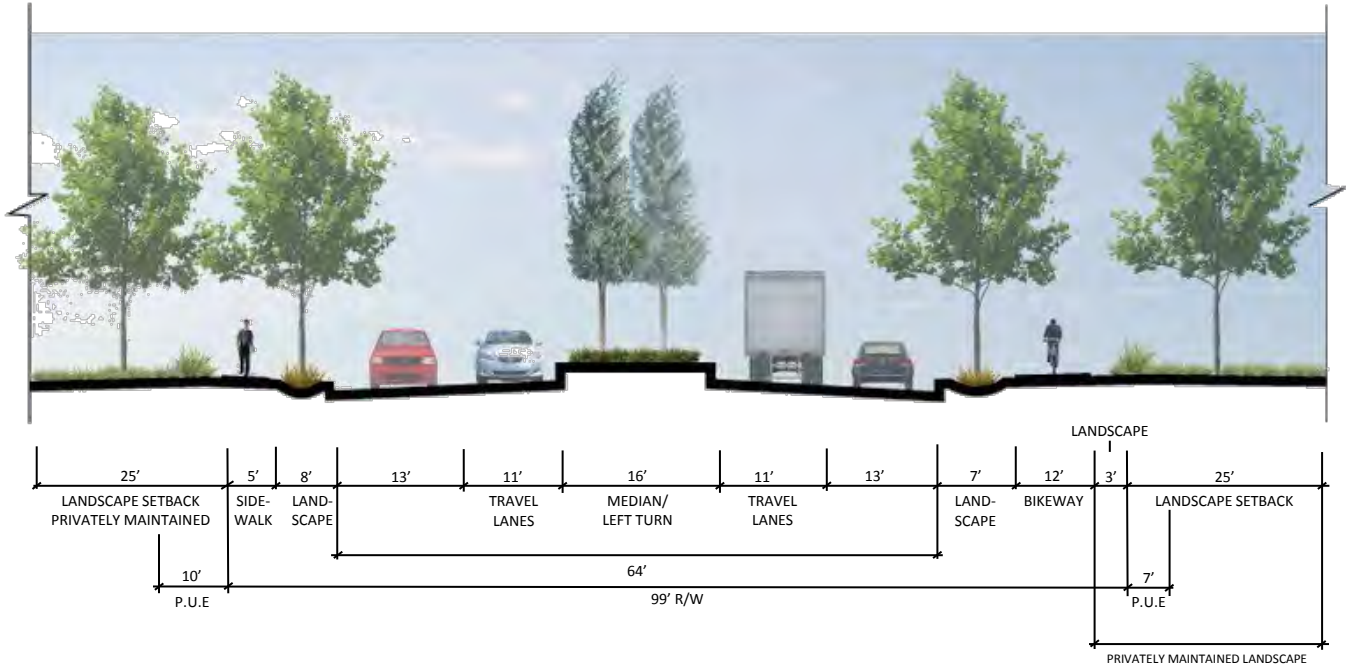 LANDSCAPE
25’ 5’ 8’ 13’ 11’ 16’ 11’ 13’ 7’ 12’ 3’ 25’
LANDSCAPE SETBACK
PRIVATELY MAINTAINED
SIDE-
WALK
LAND-
SCAPE
TRAVEL
LANES
MEDIAN/
LEFT TURN
TRAVEL
LANES
LAND-
SCAPE
BIKEWAY
LANDSCAPE SETBACK
64’
10’
P.U.E
99’ R/W
7’
P.U.E
PRIVATELY MAINTAINED LANDSCAPE